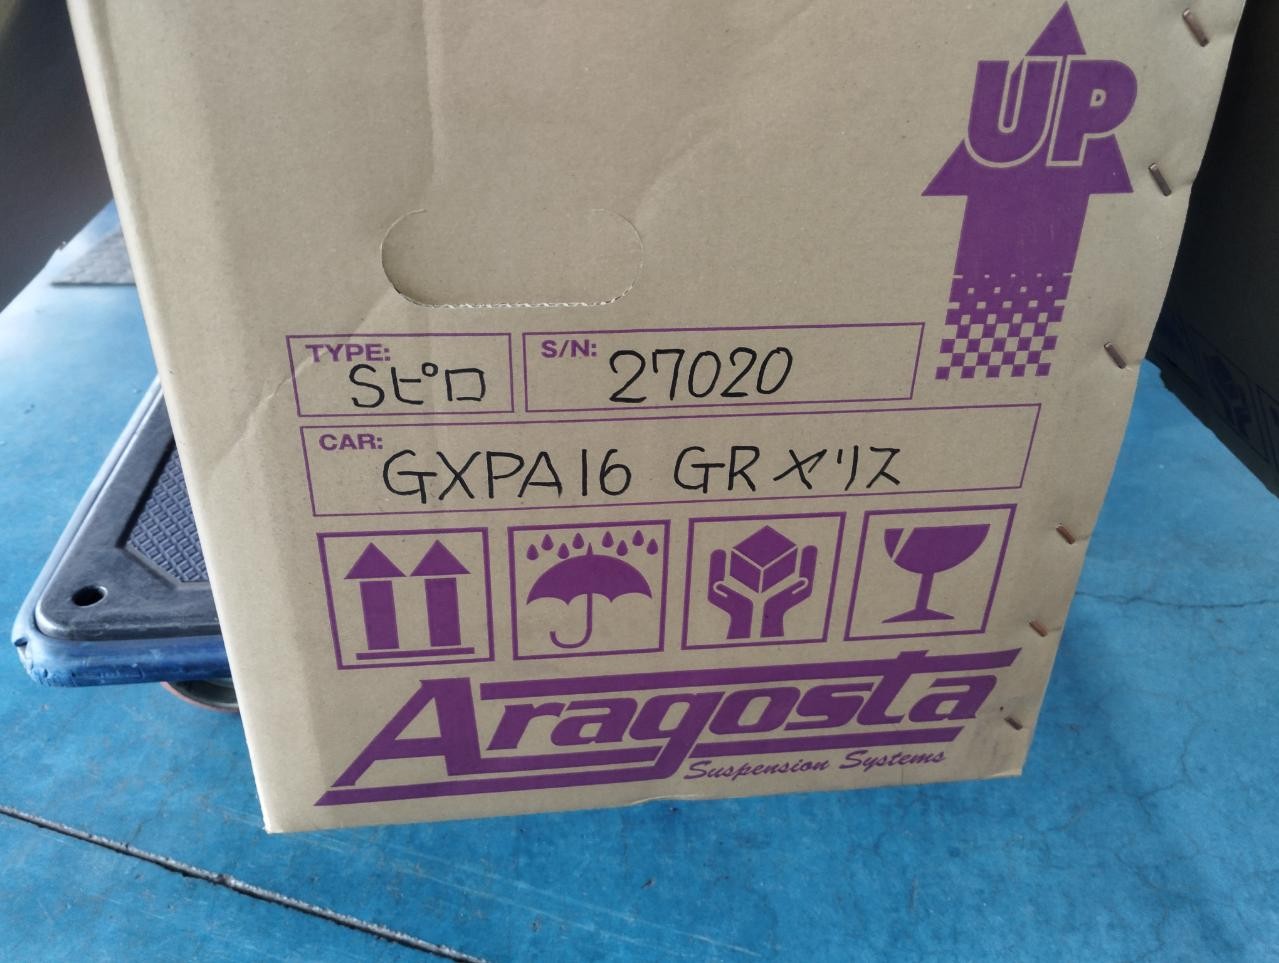 UP
TYPE: Sピロ
S/N: 27020
CAR: GXPA16 GRヤリス
Aragosta
Suspension Systems